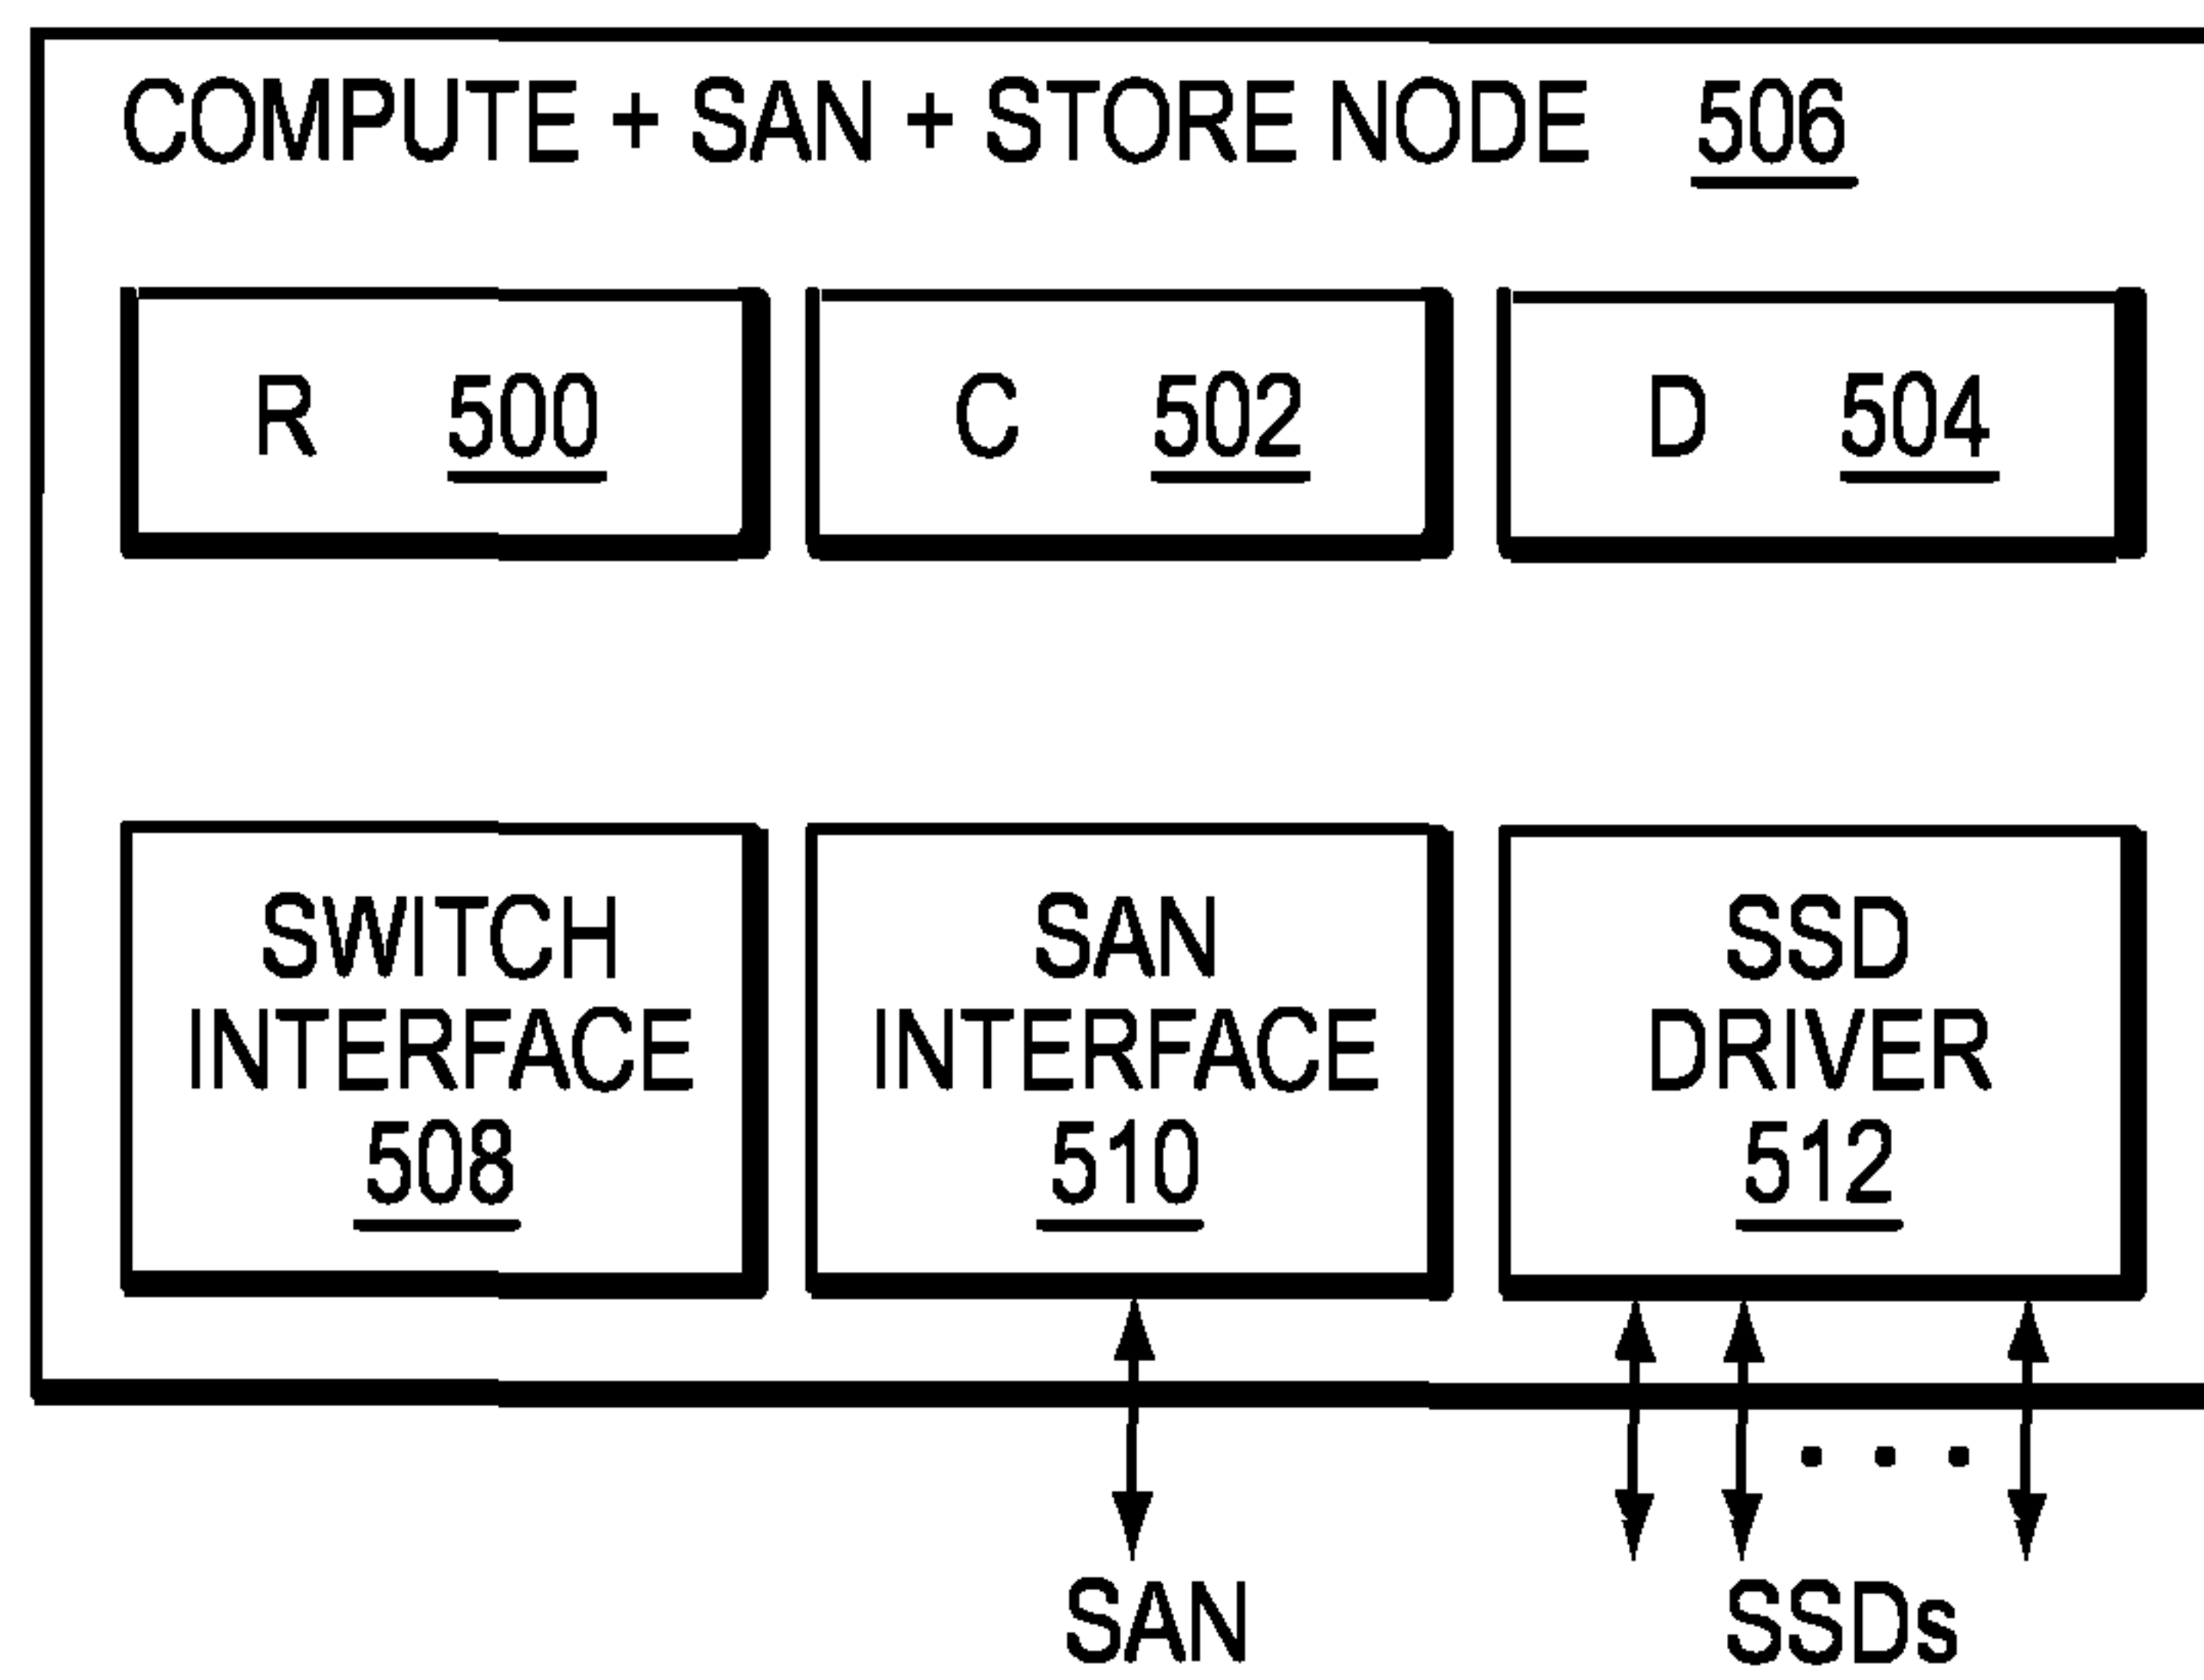 COMPUTE + SAN + STORE NODE 506
R 500
C 502
D 504
SWITCH
INTERFACE
508
SAN
INTERFACE
510
SSD
DRIVER
512
SAN
SSDs